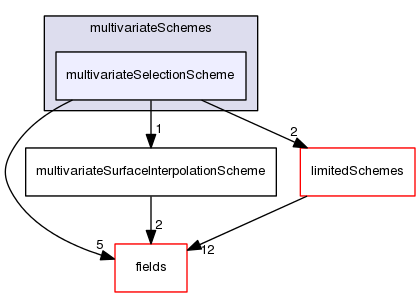 multivariateSchemes
multivariateSelectionScheme
1
2
multivariateSurfaceInterpolationScheme
limitedSchemes
2
5
12
fields